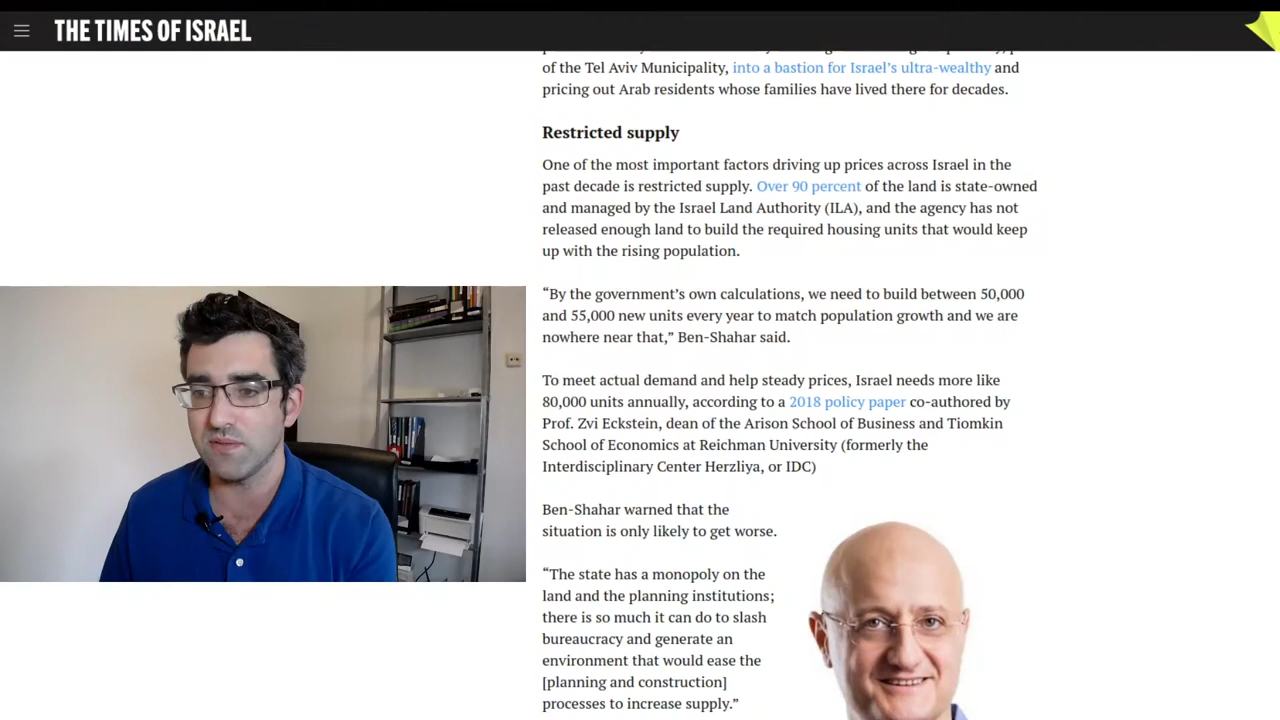 THE TIMES OF ISRAEL
of the Tel Aviv Municipality, into a bastion for Israel’s ultra-wealthy and
pricing out Arab residents whose families have lived there for decades.
Restricted supply
One of the most important factors driving up prices across Israel in the
past decade is restricted supply. Over 90 percent of the land is state-owned
and managed by the Israel Land Authority (ILA), and the agency has not
released enough land to build the required housing units that would keep
up with the rising population.
“By the government’s own calculations, we need to build between 50,000
and 55,000 new units every year to match population growth and we are
nowhere near that,” Ben-Shahar said.
To meet actual demand and help steady prices, Israel needs more like
80,000 units annually, according to a 2018 policy paper co-authored by
Prof. Zvi Eckstein, dean of the Arison School of Business and Tiomkin
School of Economics at Reichman University (formerly the
Interdisciplinary Center Herzliya, or IDC)
Ben-Shahar warned that the
situation is only likely to get worse.
“The state has a monopoly on the
land and the planning institutions;
there is so much it can do to slash
bureaucracy and generate an
environment that would ease the
[planning and construction]
processes to increase supply.”